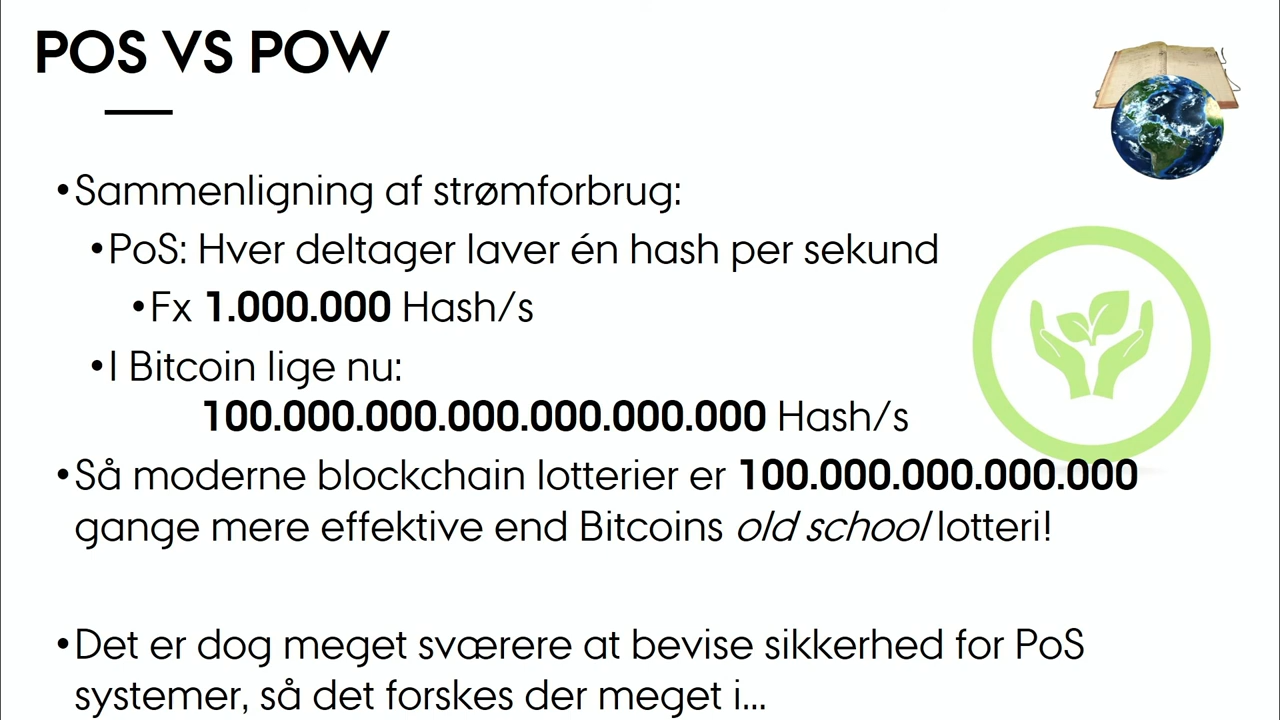 POS VS POW
•Sammenligning af strømforbrug:
•PoS: Hver deltager laver én hash per sekund
•Fx 1.000.000 Hash/s
•I Bitcoin lige nu:
100.000.000.000.000.000.000 Hash/s
•Så moderne blockchain lotterier er 100.000.000.000.000
gange mere effektive end Bitcoins old school lotteri!
•Det er dog meget sværere at bevise sikkerhed for PoS
systemer, så det forskes der meget i...